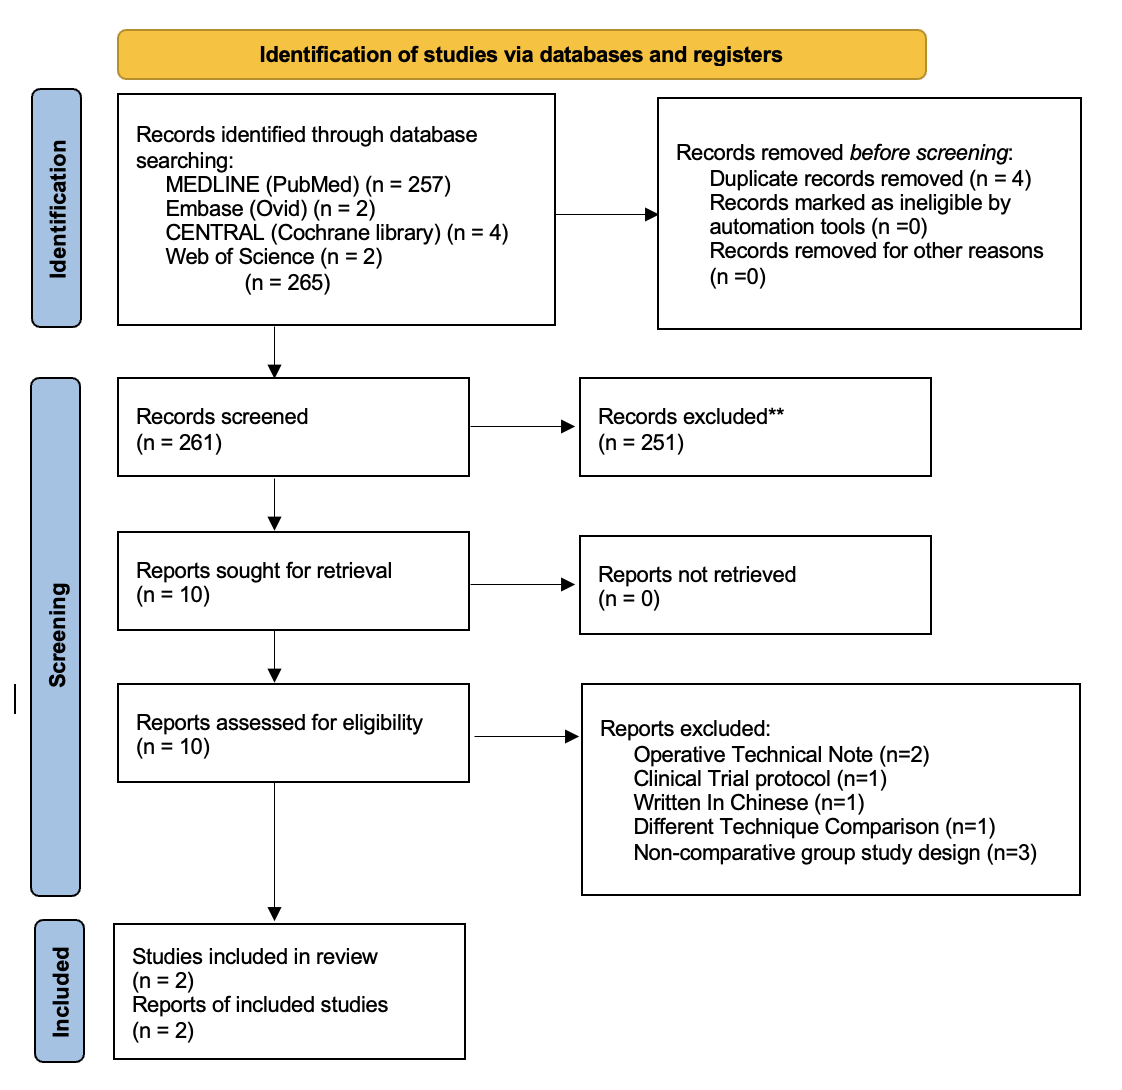 Identification of studies via databases and registers
Identification
Records identified through database
searching:
MEDLINE (PubMed) (n = 257)
Embase (Ovid) (n = 2)
CENTRAL (Cochrane library) (n = 4)
Web of Science (n = 2)
(n = 265)
Records removed before screening:
Duplicate records removed (n = 4)
Records marked as ineligible by
automation tools (n =0)
Records removed for other reasons
(n =0)
Screening
Records screened
(n = 261)
Records excluded**
(n = 251)
Reports sought for retrieval
(n = 10)
Reports not retrieved
(n = 0)
Reports assessed for eligibility
(n = 10)
Reports excluded:
Operative Technical Note (n=2)
Clinical Trial protocol (n=1)
Written In Chinese (n=1)
Different Technique Comparison (n=1)
Non-comparative group study design (n=3)
Included
Studies included in review
(n = 2)
Reports of included studies
(n = 2)